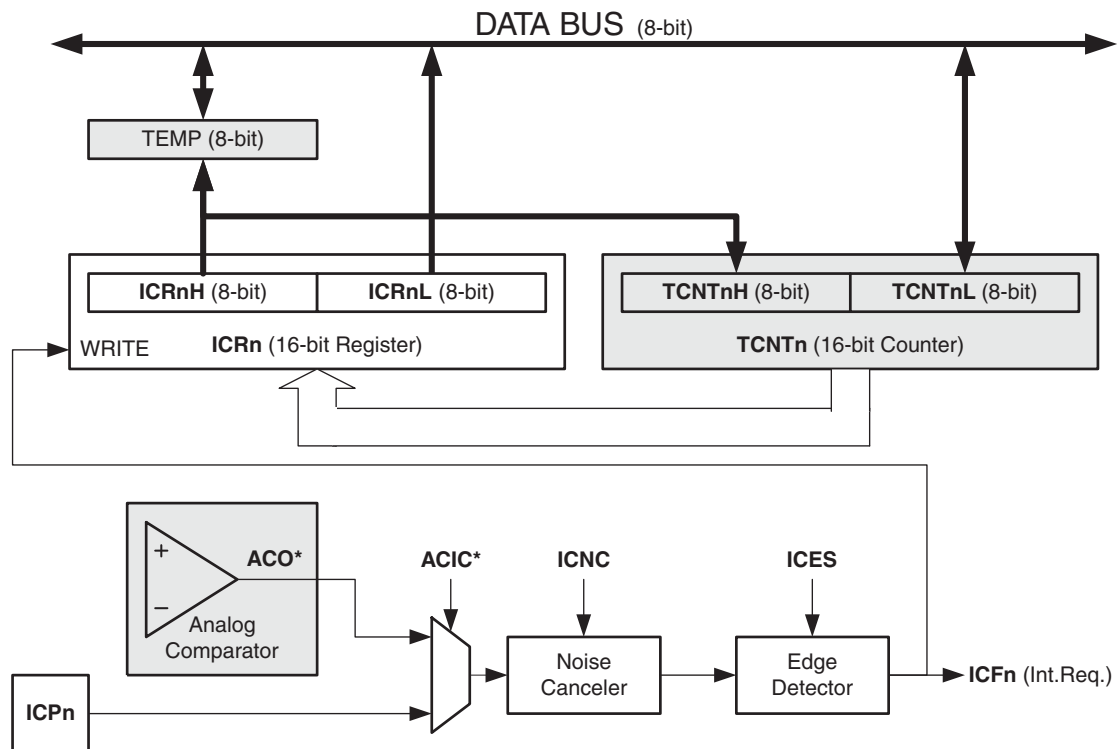 DATA BUS (8-bit)
TEMP (8-bit)
ICRnH (8-bit)
ICRnL (8-bit)
TCNTnH (8-bit)
TCNTnL (8-bit)
WRITE
ICRn (16-bit Register)
TCNTn (16-bit Counter)
+
−
ACO*
Analog
Comparator
ACIC*
ICNC
ICES
Noise
Canceler
Edge
Detector
ICFn (Int.Req.)
ICPn